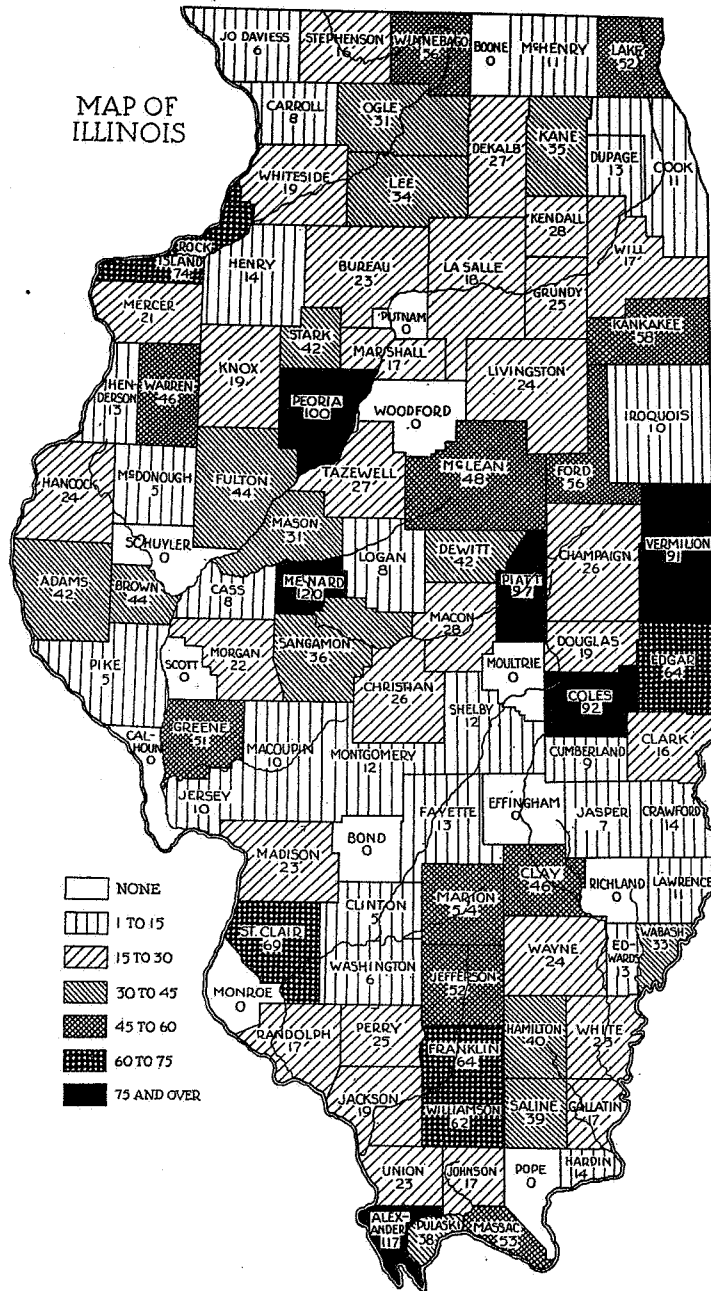 MAP OF
ILLINOIS
JO DAVIESS
6
STEPHENSON
16
WINNEBAGO
56
BOONE
0
McHENRY
11
LAKE
52
CARROLL
8
OGLE
31
DEKALB
27
KANE
35
DUPAGE
13
COOK
11
WHITESIDE
19
LEE
34
KENDALL
28
WILL
17
ROCK
ISLAND
74
HENRY
14
BUREAU
23
LA SALLE
18
GRUNDY
25
MERCER
21
PUTNAM
0
KANKAKEE
58
STARK
42
MARSHALL
17
KNOX
19
LIVINGSTON
24
HEN-
DERSON
13
WARREN
46
PEORIA
100
WOODFORD
0
IROQUOIS
10
HANCOCK
24
McDONOUGH
5
FULTON
44
TAZEWELL
27
McLEAN
48
FORD
56
MASON
31
SCHUYLER
0
LOGAN
8
DEWITT
42
CHAMPAIGN
26
VERMILION
91
ADAMS
42
BROWN
44
CASS
8
MENARD
120
PIATT
97
MACON
28
SANGAMON
36
DOUGLAS
19
EDGAR
64
PIKE
5
SCOTT
0
MORGAN
22
MOULTRIE
0
CHRISTIAN
26
COLES
92
SHELBY
12
GREENE
51
CAL-
HOUN
0
MACOUPIN
10
MONTGOMERY
12
CUMBERLAND
9
CLARK
16
JERSEY
10
FAYETTE
13
EFFINGHAM
0
JASPER
7
CRAWFORD
14
BOND
0
MADISON
23
CLAY
46
RICHLAND
0
LAWRENCE
11
CLINTON
5
MARION
54
ST. CLAIR
69
WAYNE
24
ED-
WARDS
13
WABASH
33
WASHINGTON
6
JEFFERSON
52
MONROE
0
RANDOLPH
17
PERRY
25
FRANKLIN
64
HAMILTON
40
WHITE
23
JACKSON
19
WILLIAMSON
62
SALINE
39
GALLATIN
17
UNION
23
JOHNSON
17
POPE
0
HARDIN
14
ALEX-
ANDER
117
PULASKI
38
MASSAC
53
NONE
1 TO 15
15 TO 30
30 TO 45
45 TO 60
60 TO 75
75 AND OVER